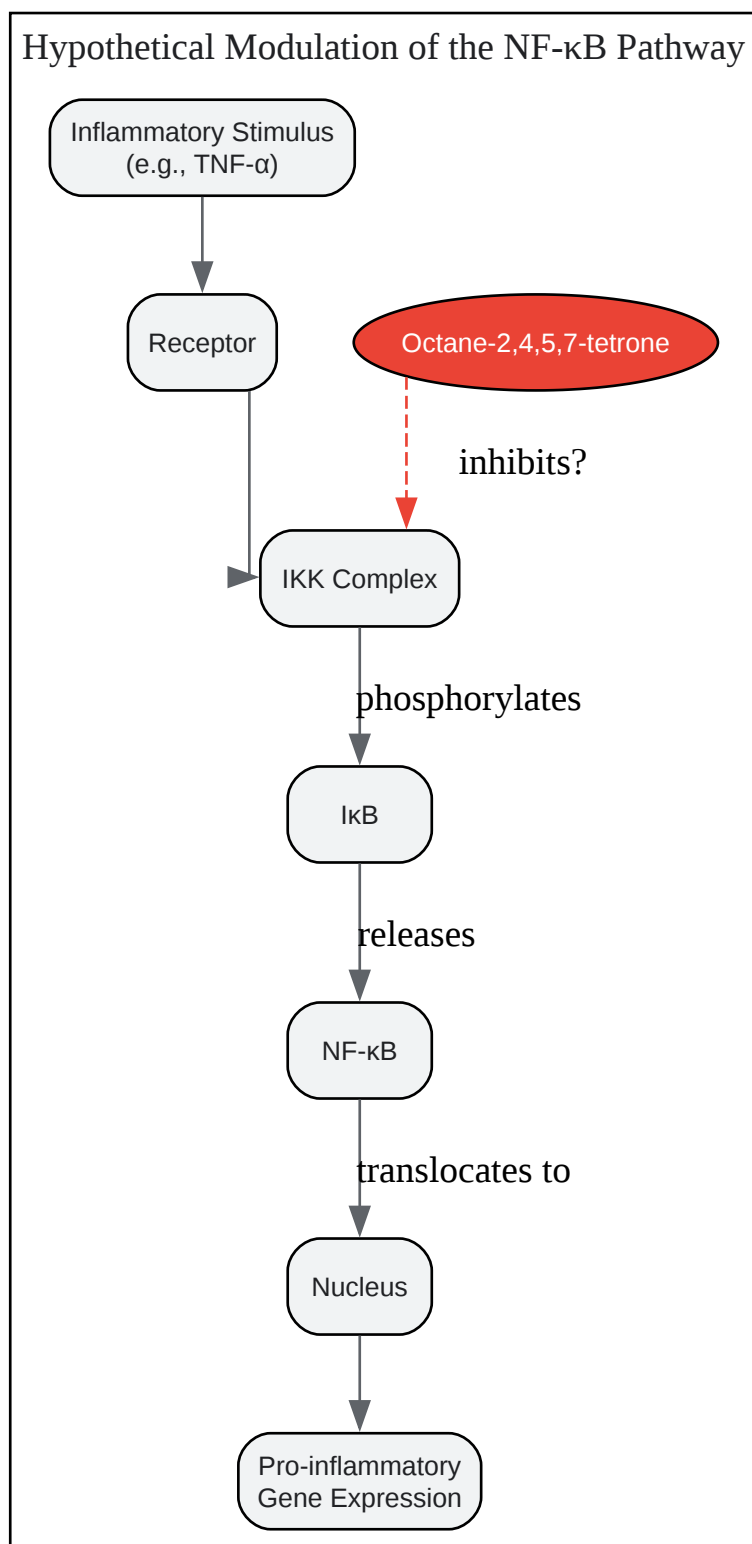 Hypothetical Modulation of the NF-κB Pathway
Inflammatory Stimulus
(e.g., TNF-α)
Receptor
Octane-2,4,5,7-tetrone
inhibits?
IKK Complex
phosphorylates
IκB
releases
NF-κB
translocates to
Nucleus
Pro-inflammatory
Gene Expression